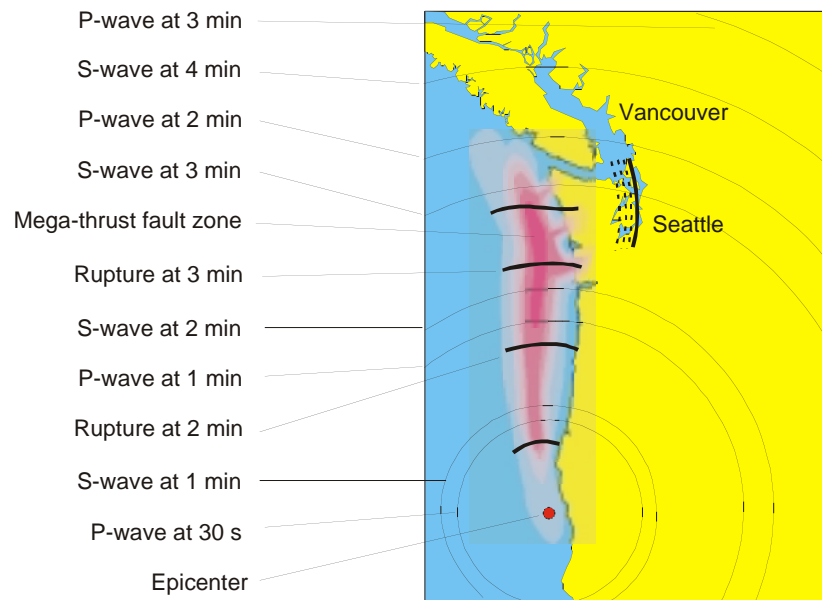 P-wave at 3 min
S-wave at 4 min
P-wave at 2 min
S-wave at 3 min
Mega-thrust fault zone
Rupture at 3 min
S-wave at 2 min
P-wave at 1 min
Rupture at 2 min
S-wave at 1 min
P-wave at 30 s
Epicenter
Vancouver
Seattle